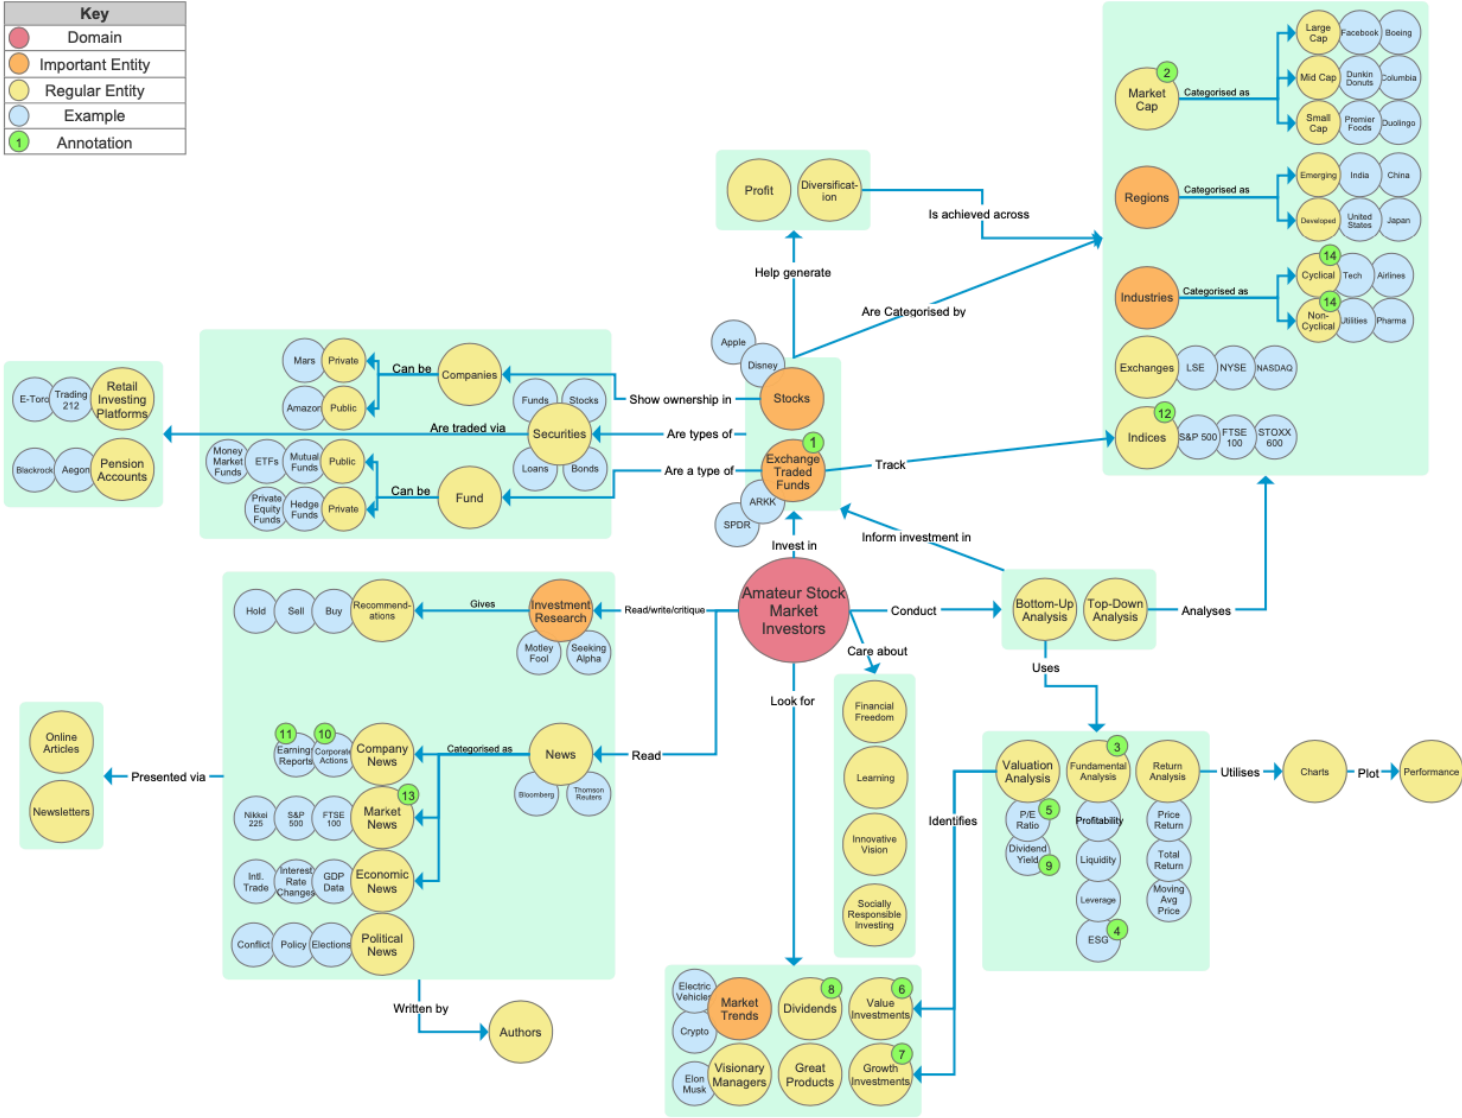 Key
Domain
Important Entity
Regular Entity
Example
1
Annotation
2
Market
Cap
Categorised as
Large
Cap
Facebook
Boeing
Mid Cap
Dunkin
Donuts
Columbia
Small
Cap
Premier
Foods
Duolingo
Regions
Categorised as
Emerging
India
China
Developed
United
States
Japan
Industries
Categorised as
14
Cyclical
Tech
Airlines
14
Non-
Cyclical
Utilities
Pharma
Exchanges
LSE
NYSE
NASDAQ
12
Indices
S&P 500
FTSE
100
STOXX
600
Profit
Diversificat-
ion
Is achieved across
Help generate
Are Categorised by
Apple
Disney
Stocks
1
Exchange
Traded
Funds
ARKK
SPDR
Track
Show ownership in
Are types of
Are a type of
Companies
Can be
Private
Mars
Public
Amazon
Funds
Stocks
Securities
Loans
Bonds
Fund
Can be
Public
Mutual
Funds
ETFs
Money
Market
Funds
Private
Hedge
Funds
Private
Equity
Funds
Are traded via
Retail
Investing
Platforms
Trading
212
E-Toro
Pension
Accounts
Aegon
Blackrock
Invest in
Amateur Stock
Market
Investors
Inform investment in
Conduct
Bottom-Up
Analysis
Top-Down
Analysis
Analyses
Uses
Care about
Financial
Freedom
Learning
Innovative
Vision
Socially
Responsible
Investing
Look for
Read/write/critique
Investment
Research
Motley
Fool
Seeking
Alpha
Gives
Recommend-
ations
Buy
Sell
Hold
Read
News
Bloomberg
Thomson
Reuters
Categorised as
Company
News
10
Corporate
Actions
11
Earnings
Reports
13
Market
News
FTSE
100
S&P
500
Nikkei
225
Economic
News
GDP
Data
Interest
Rate
Changes
Intl.
Trade
Political
News
Elections
Policy
Conflict
Presented via
Online
Articles
Newsletters
Written by
Authors
Valuation
Analysis
P/E
Ratio
5
Dividend
Yield
9
3
Fundamental
Analysis
Profitability
Liquidity
Leverage
ESG
4
Return
Analysis
Price
Return
Total
Return
Moving
Avg
Price
Utilises
Charts
Plot
Performance
Identifies
Electric
Vehicles
Crypto
Market
Trends
Dividends
8
Value
Investments
6
Elon
Musk
Visionary
Managers
Great
Products
Growth
Investments
7